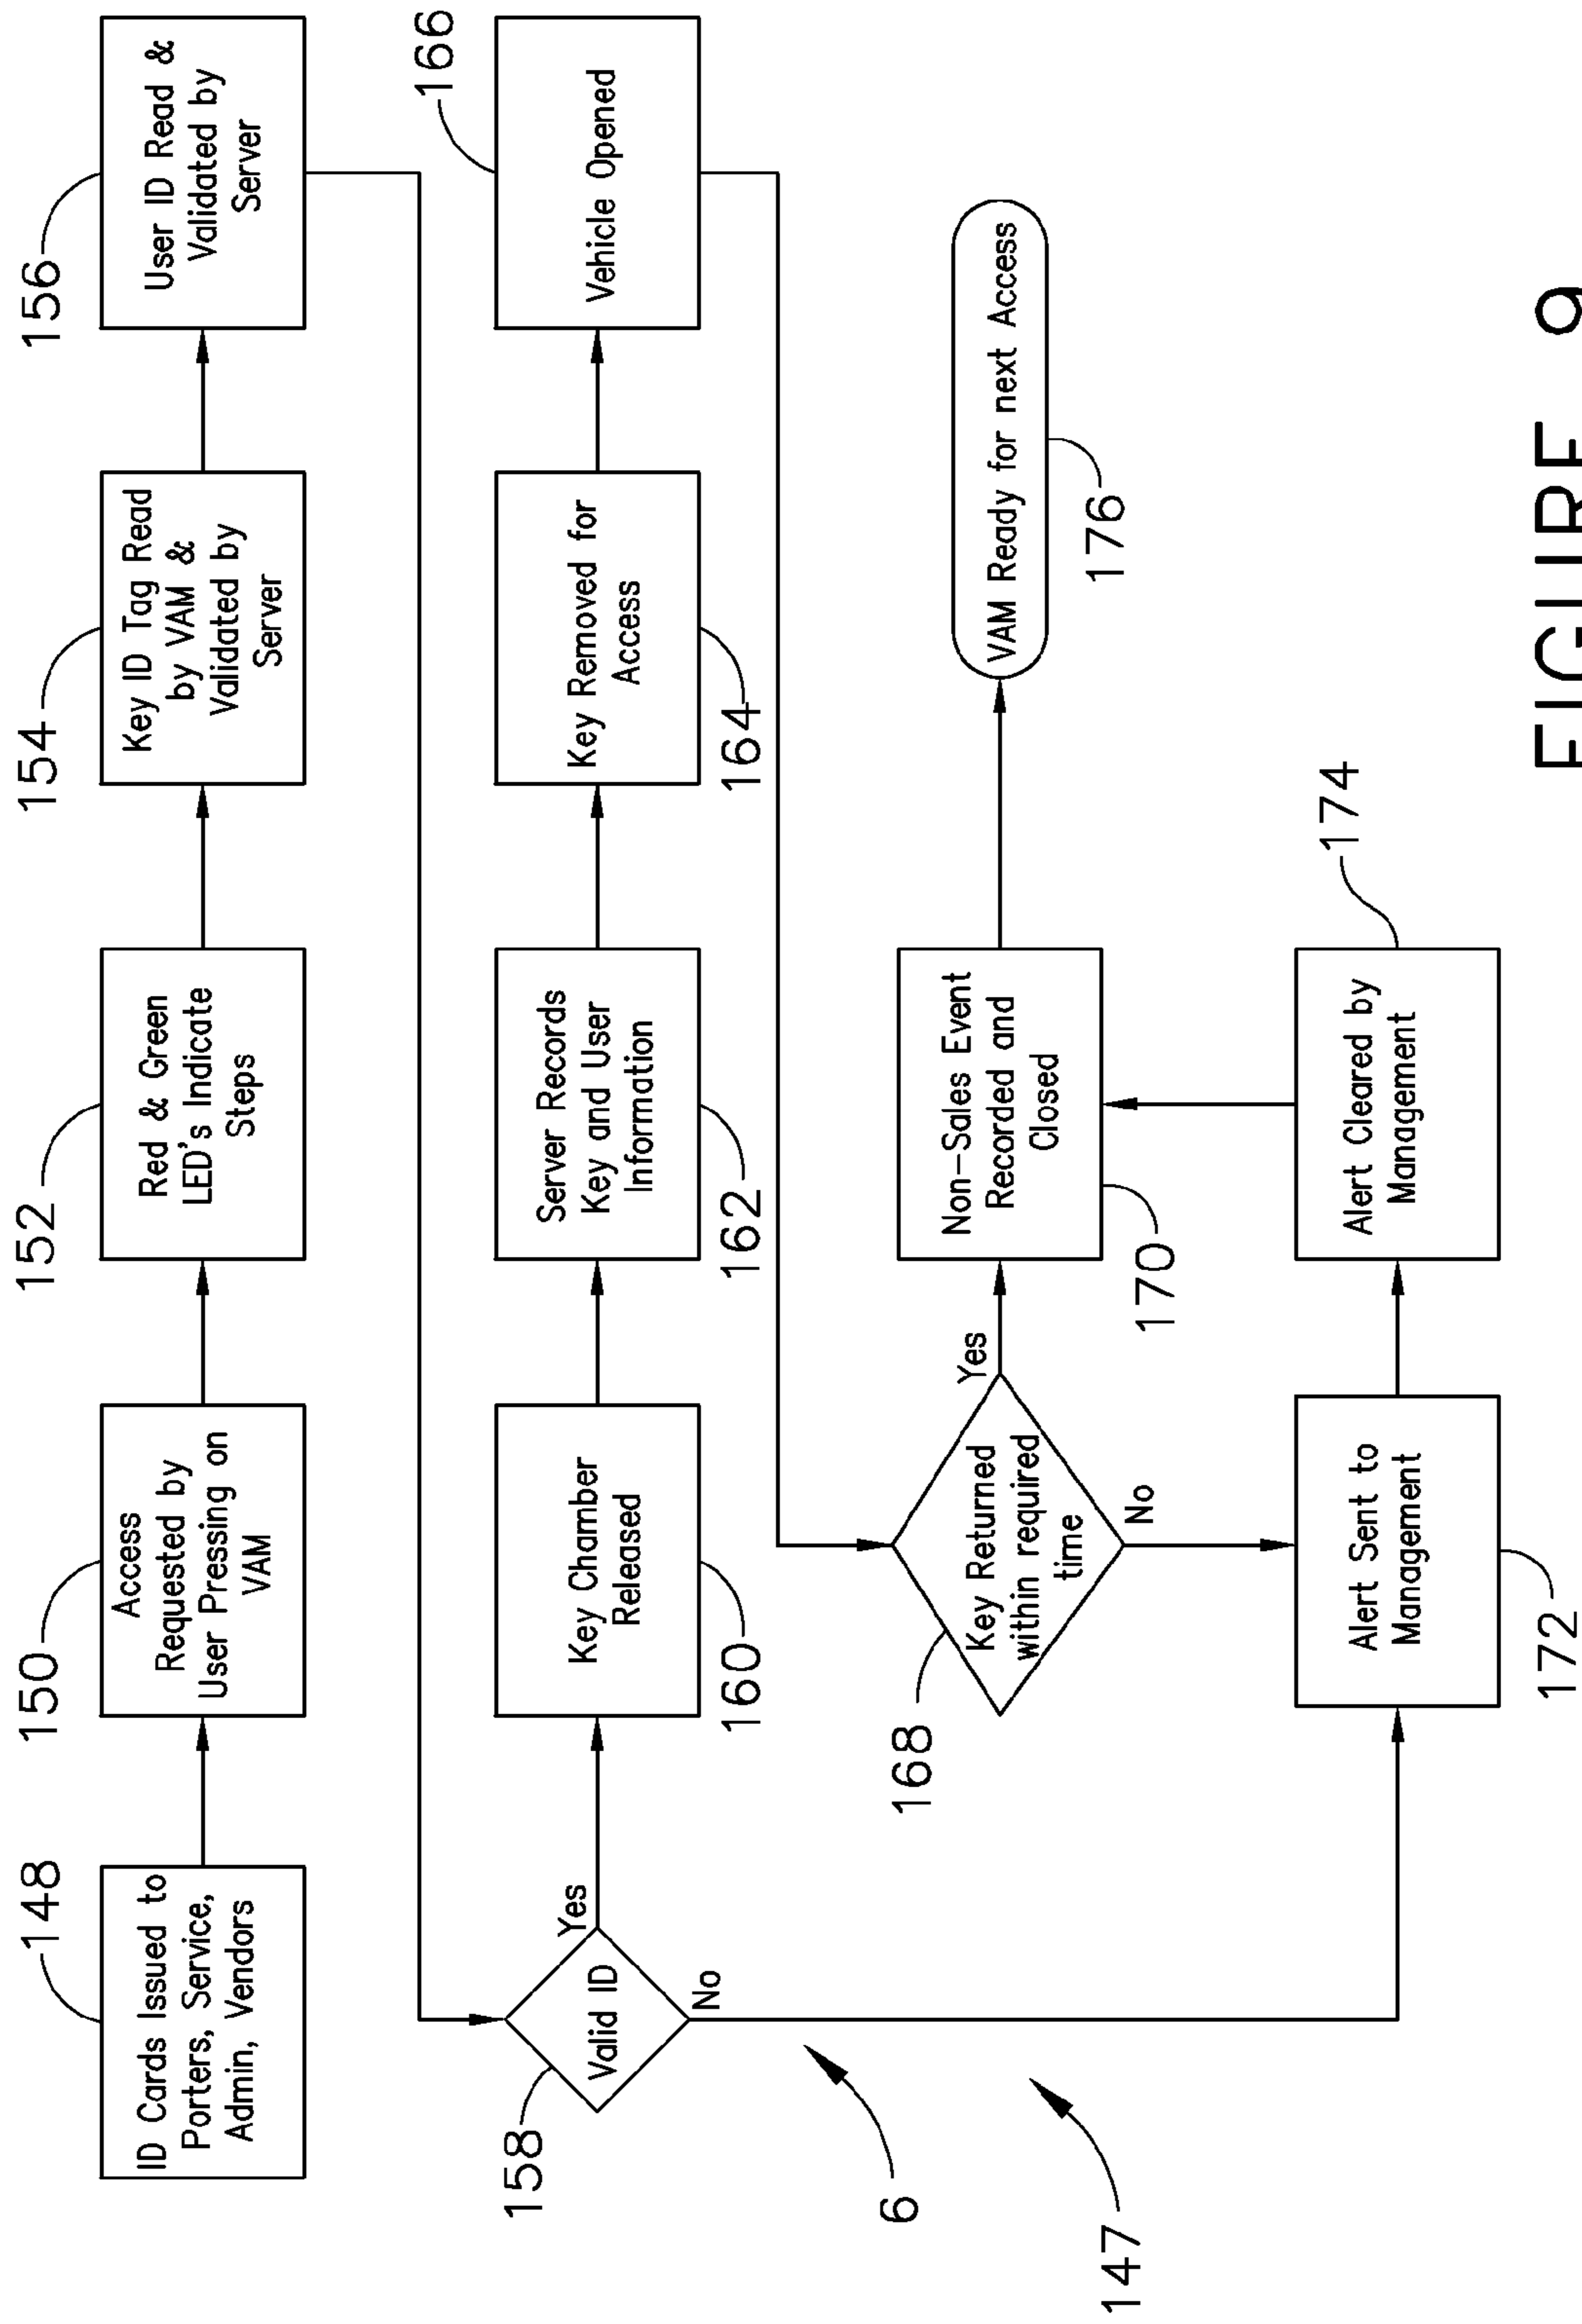 148
ID Cards Issued to
Porters, Service,
Admin, Vendors
150
Access
Requested by
User Pressing on
VAM
152
Red & Green
LED's Indicate
Steps
154
Key ID Tag Read
by VAM &
Validated by
Server
156
User ID Read &
Validated by
Server
158
Valid ID
Yes
No
160
Key Chamber
Released
162
Server Records
Key and User
Information
164
Key Removed for
Access
166
Vehicle Opened
168
Key Returned
within required
time
Yes
No
170
Non-Sales Event
Recorded and
Closed
176
VAM Ready for next Access
172
Alert Sent to
Management
174
Alert Cleared by
Management
6
147
FIGURE 9